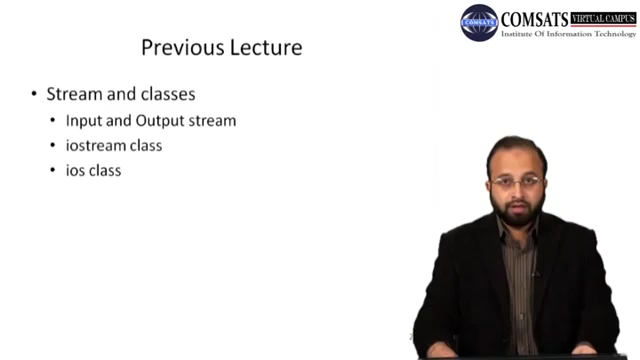 COMSATS VIRTUAL CAMPUS
Institute Of Information Technology
COMSATS
Previous Lecture
• Stream and classes
• Input and Output stream
• iostream class
• ios class